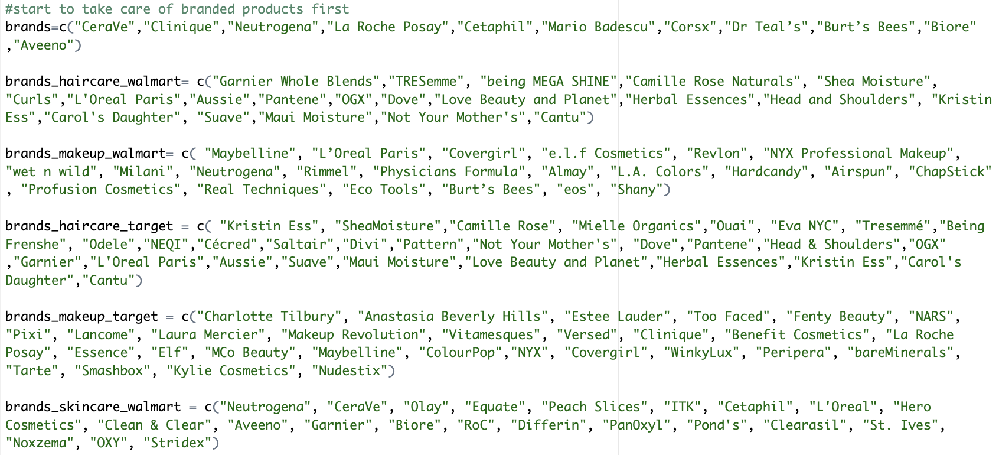 #start to take care of branded products first
brands=c("CeraVe","Clinique","Neutrogena","La Roche Posay","Cetaphil","Mario Badescu","Corsx","Dr Teal’s","Burt’s Bees","Biore"
,"Aveeno")
brands_haircare_walmart= c("Garnier Whole Blends","TRESemme", "being MEGA SHINE","Camille Rose Naturals", "Shea Moisture",
"Curls","L'Oreal Paris","Aussie","Pantene","OGX","Dove","Love Beauty and Planet","Herbal Essences","Head and Shoulders", "Kristin
Ess","Carol's Daughter", "Suave","Maui Moisture","Not Your Mother's","Cantu")
brands_makeup_walmart= c( "Maybelline", "L’Oreal Paris", "Covergirl", "e.l.f Cosmetics", "Revlon", "NYX Professional Makeup",
"wet n wild", "Milani", "Neutrogena", "Rimmel", "Physicians Formula", "Almay", "L.A. Colors", "Hardcandy", "Airspun", "ChapStick"
, "Profusion Cosmetics", "Real Techniques", "Eco Tools", "Burt’s Bees", "eos", "Shany")
brands_haircare_target = c( "Kristin Ess", "SheaMoisture","Camille Rose", "Mielle Organics","Ouai", "Eva NYC", "Tresemmé","Being
Frenshe", "Odele","NEQI","Cécred","Saltair","Divi","Pattern","Not Your Mother's", "Dove","Pantene","Head & Shoulders","OGX"
,"Garnier","L'Oreal Paris","Aussie","Suave","Maui Moisture","Love Beauty and Planet","Herbal Essences","Kristin Ess","Carol's
Daughter","Cantu")
brands_makeup_target = c("Charlotte Tilbury", "Anastasia Beverly Hills", "Estee Lauder", "Too Faced", "Fenty Beauty", "NARS",
"Pixi", "Lancome", "Laura Mercier", "Makeup Revolution", "Vitamesques", "Versed", "Clinique", "Benefit Cosmetics", "La Roche
Posay", "Essence", "Elf", "MCo Beauty", "Maybelline", "ColourPop","NYX", "Covergirl", "WinkyLux", "Peripera", "bareMinerals",
"Tarte", "Smashbox", "Kylie Cosmetics", "Nudestix")
brands_skincare_walmart = c("Neutrogena", "CeraVe", "Olay", "Equate", "Peach Slices", "ITK", "Cetaphil", "L'Oreal", "Hero
Cosmetics", "Clean & Clear", "Aveeno", "Garnier", "Biore", "RoC", "Differin", "PanOxyl", "Pond's", "Clearasil", "St. Ives",
"Noxzema", "OXY", "Stridex")